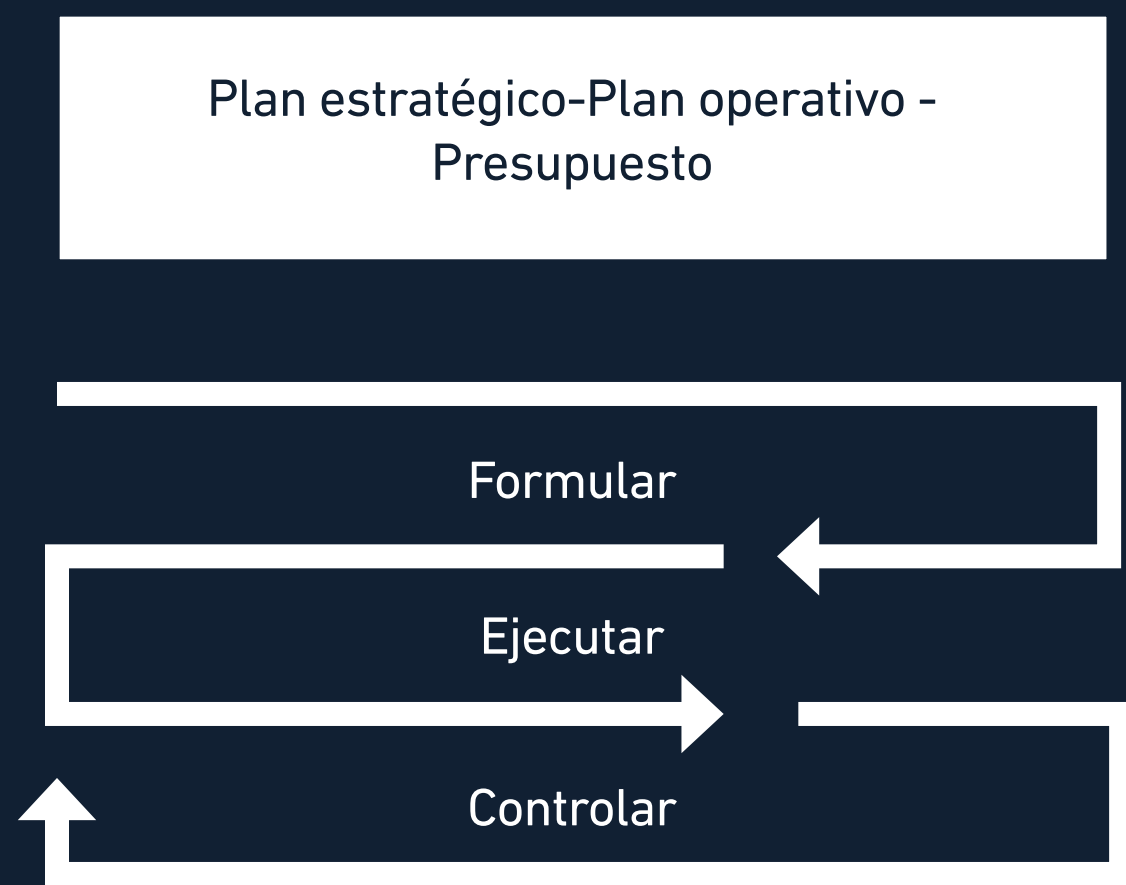 Plan estratégico-Plan operativo -
Presupuesto
Formular
Ejecutar
Controlar